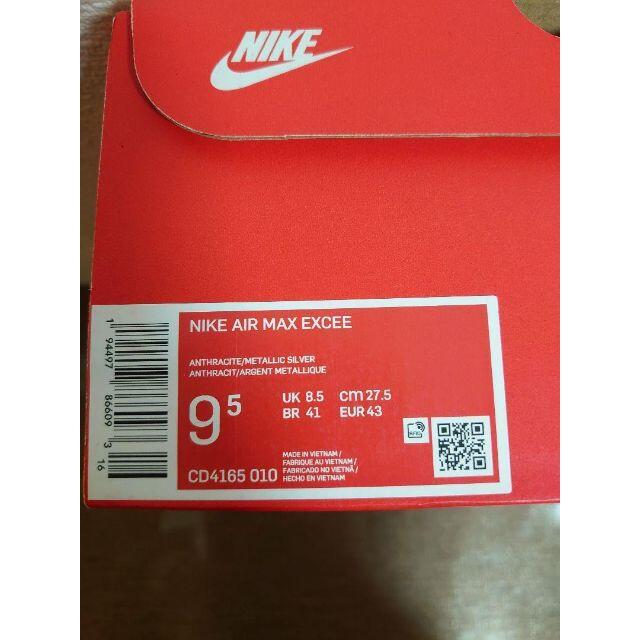 NIKE
NIKE AIR MAX EXCEE
ANTHRACITE/METALLIC SILVER
ANTHRACIT/ARGENT METALLIQUE
9 5
UK 8.5 cm 27.5
BR 41 EUR 43
RFID
CD4165 010
MADE IN VIETNAM /
FABRIQUE AU VIETNAM /
FABRICADO NO VIETNÃ /
HECHO EN VIETNAM
1 94497 86609 3 16